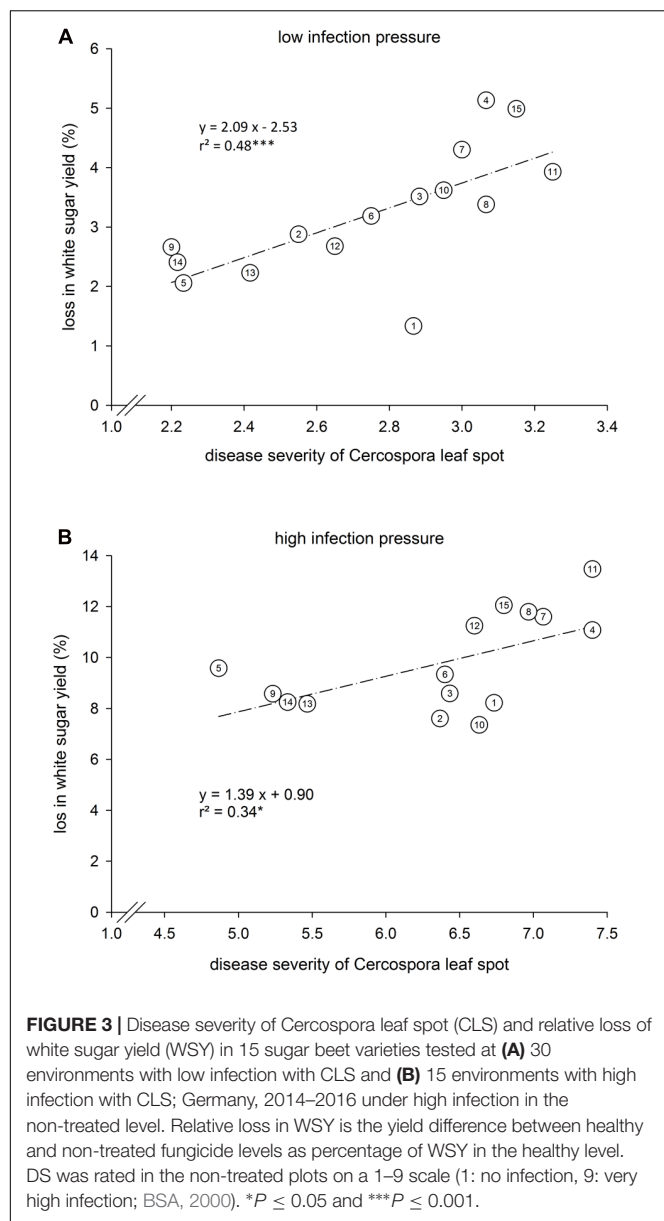 A
low infection pressure
6
5
4
3
2
1
0
loss in white sugar yield (%)
y = 2.09 x - 2.53
r² = 0.48***
4
15
7
11
10
3
8
6
2
12
9
14
5
13
1
1.0 2.2 2.4 2.6 2.8 3.0 3.2 3.4
disease severity of Cercospora leaf spot
B
high infection pressure
14
12
10
8
6
4
2
0
los in white sugar yield (%)
11
15
8
7
12
4
5
6
9
3
14
13
1
2
10
y = 1.39 x + 0.90
r² = 0.34*
1.0 4.5 5.0 5.5 6.0 6.5 7.0 7.5
disease severity of Cercospora leaf spot
FIGURE 3 | Disease severity of Cercospora leaf spot (CLS) and relative loss of
white sugar yield (WSY) in 15 sugar beet varieties tested at (A) 30
environments with low infection with CLS and (B) 15 environments with high
infection with CLS; Germany, 2014–2016 under high infection in the
non-treated level. Relative loss in WSY is the yield difference between healthy
and non-treated fungicide levels as percentage of WSY in the healthy level.
DS was rated in the non-treated plots on a 1–9 scale (1: no infection, 9: very
high infection; BSA, 2000). *P ≤ 0.05 and ***P ≤ 0.001.